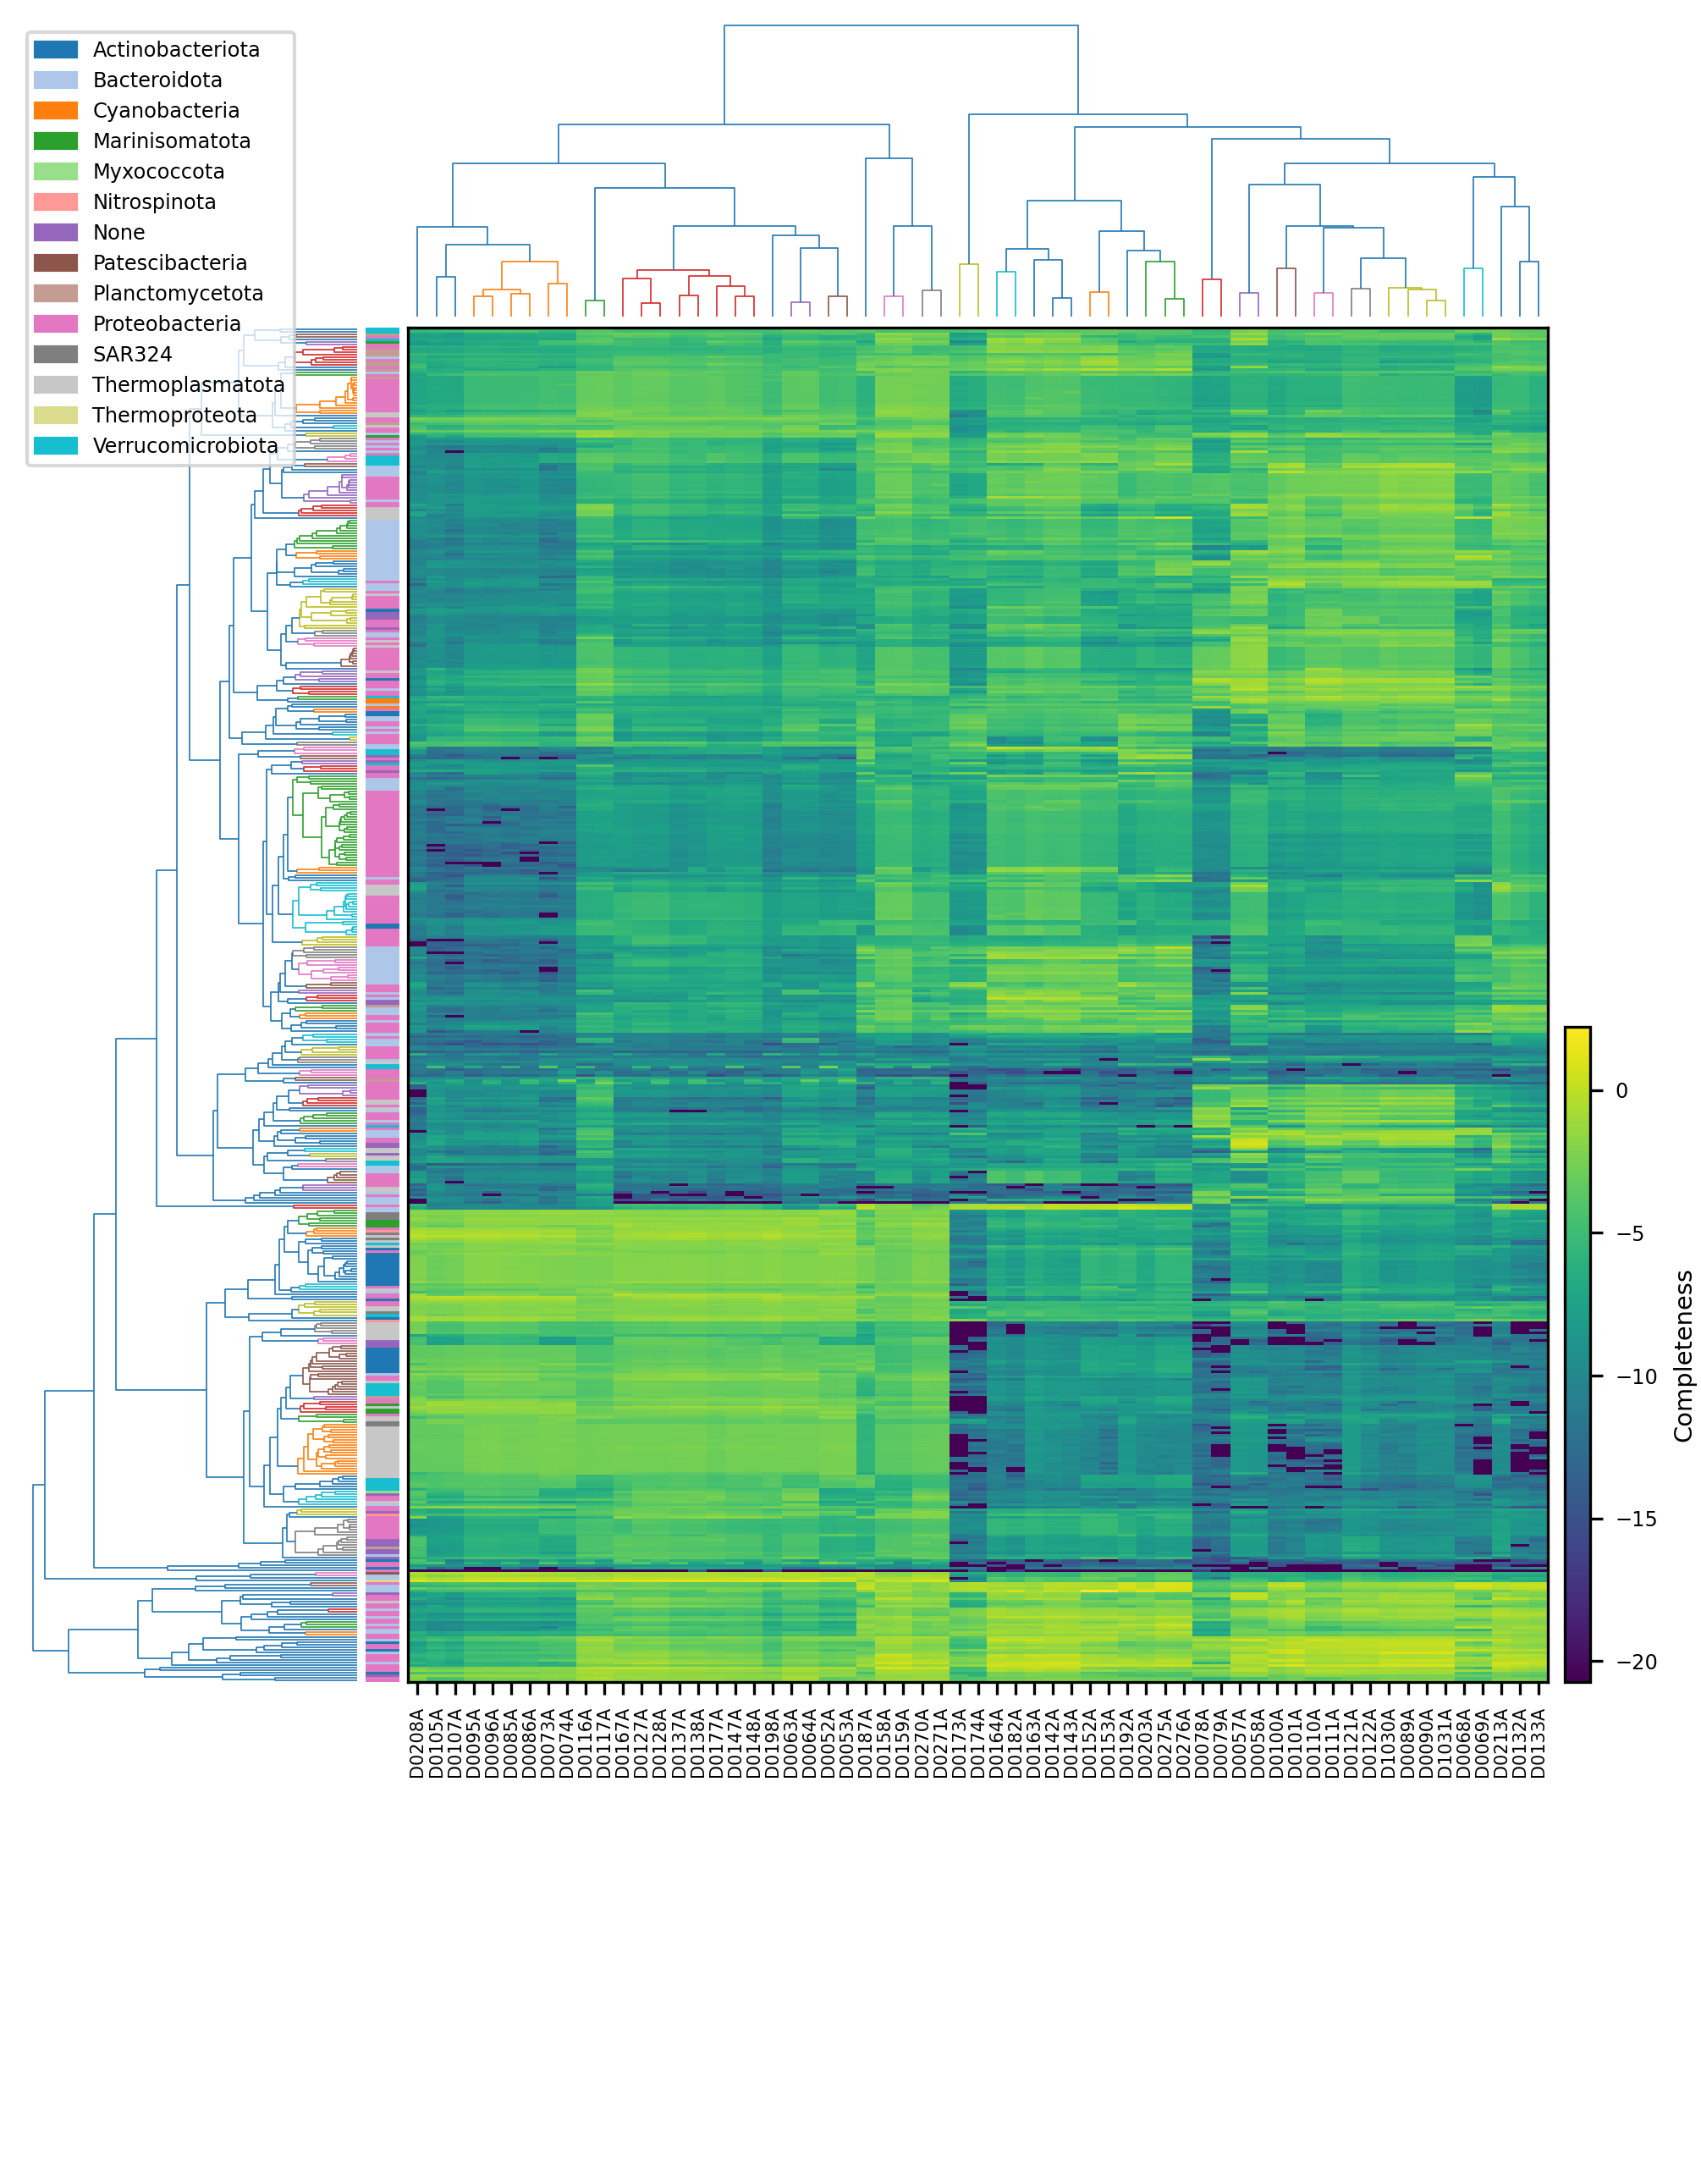 Actinobacteriota
Bacteroidota
Cyanobacteria
Marinisomatota
Myxococcota
Nitrospinota
None
Patescibacteria
Planctomycetota
Proteobacteria
SAR324
Thermoplasmatota
Thermoproteota
Verrucomicrobiota
0
−5
−10
−15
−20
Completeness
D0208A
D0105A
D0107A
D0095A
D0096A
D0085A
D0086A
D0073A
D0074A
D0116A
D0117A
D0167A
D0127A
D0128A
D0137A
D0138A
D0177A
D0147A
D0148A
D0198A
D0063A
D0064A
D0052A
D0053A
D0187A
D0158A
D0159A
D0270A
D0271A
D0173A
D0174A
D0164A
D0182A
D0163A
D0142A
D0143A
D0152A
D0153A
D0192A
D0203A
D0275A
D0276A
D0078A
D0079A
D0057A
D0058A
D0100A
D0101A
D0110A
D0111A
D0121A
D0122A
D1030A
D0089A
D0090A
D1031A
D0068A
D0069A
D0213A
D0132A
D0133A